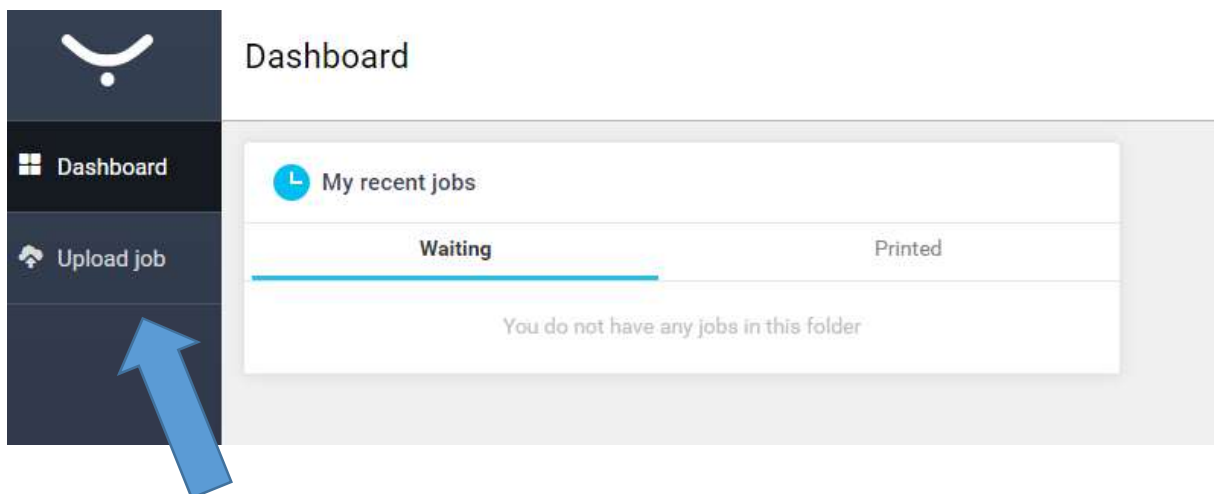 Dashboard
Dashboard
Upload job
My recent jobs
Waiting Printed
You do not have any jobs in this folder